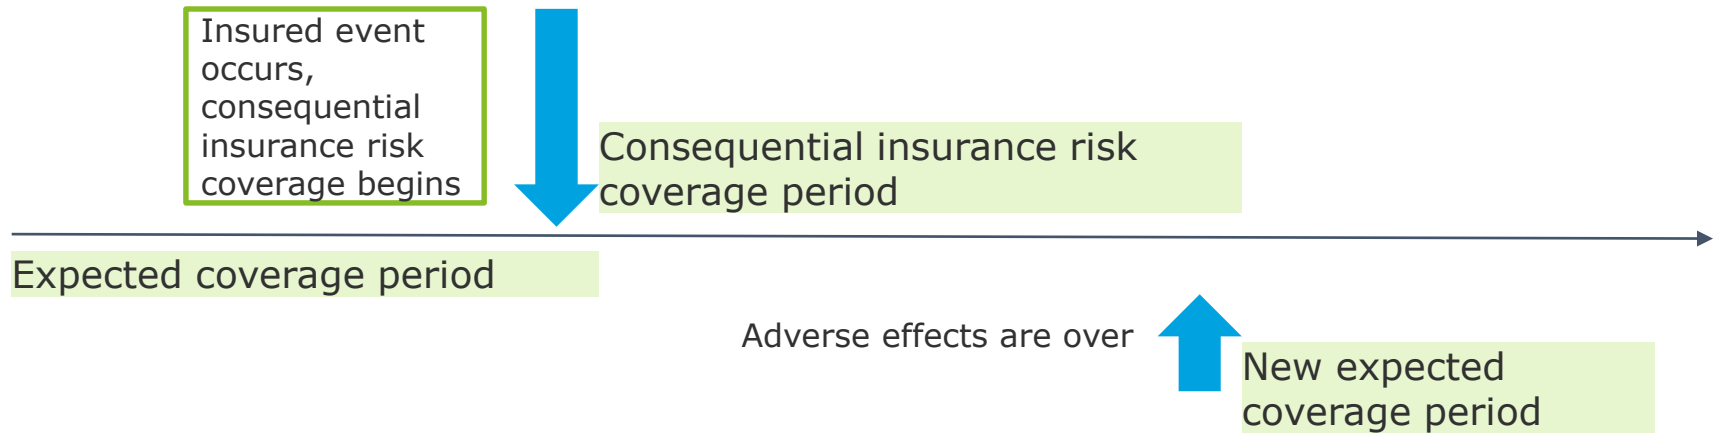 Insured event
occurs,
consequential
insurance risk
coverage begins
Consequential insurance risk
coverage period
Expected coverage period
Adverse effects are over
New expected
coverage period